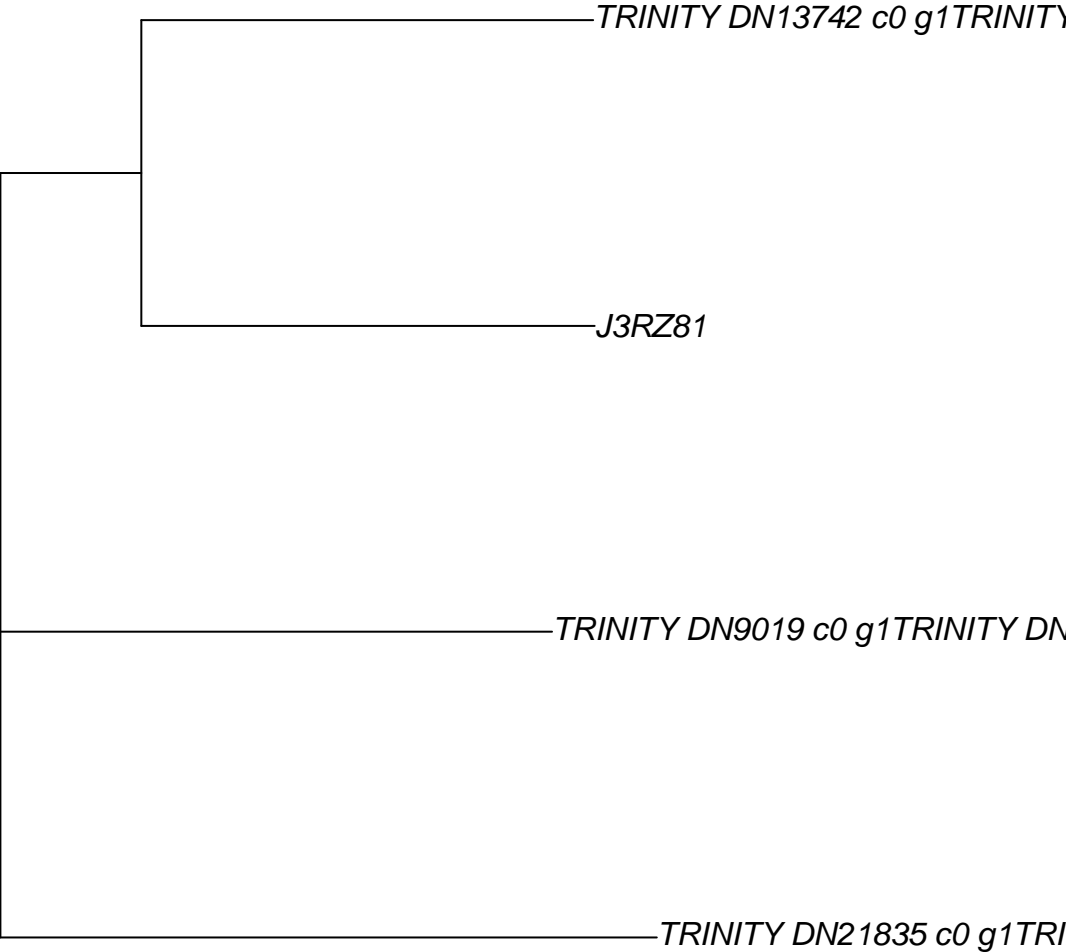 TRINITY DN13742 c0 g1TRINITY
J3RZ81
TRINITY DN9019 c0 g1TRINITY DN
TRINITY DN21835 c0 g1TRI